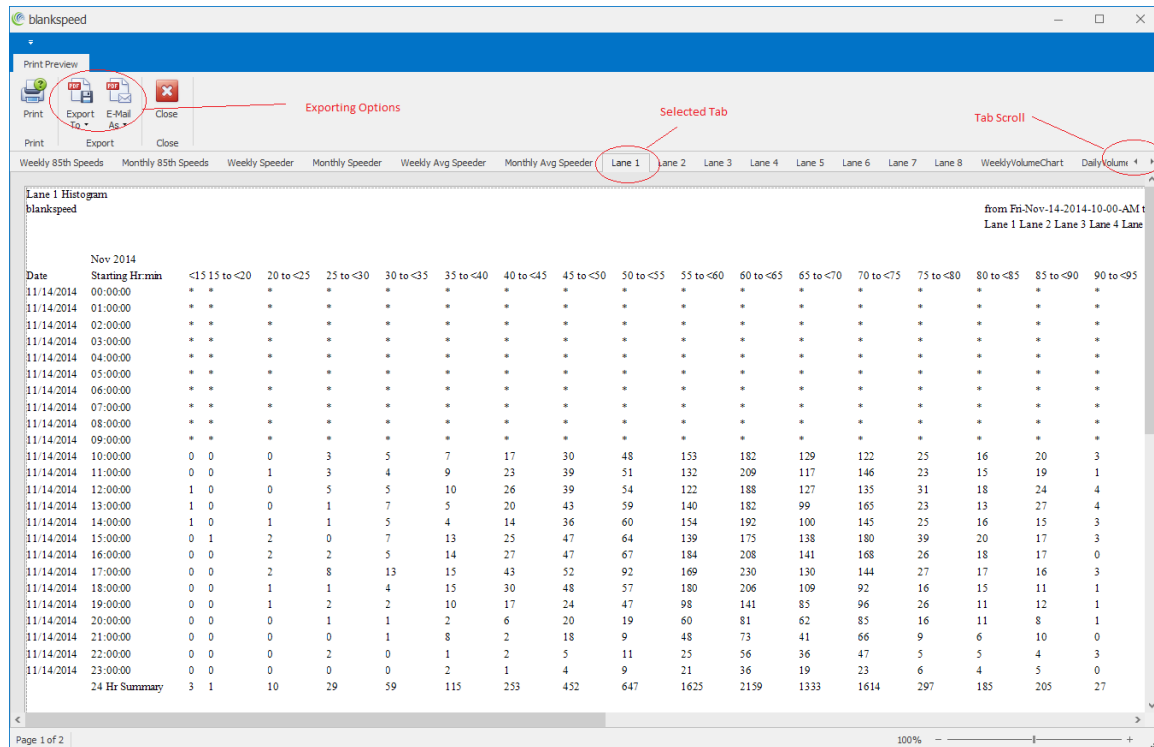 blankspeed
Print Preview
Print
Export To
E-Mail As
Close
Exporting Options
Selected Tab
Tab Scroll
Print Export Close
Weekly 85th Speeds Monthly 85th Speeds Weekly Speeder Monthly Speeder Weekly Avg Speeder Monthly Avg Speeder Lane 1 Lane 2 Lane 3 Lane 4 Lane 5 Lane 6 Lane 7 Lane 8 WeeklyVolumeChart DailyVolume
Lane 1 Histogram
blankspeed from Fri-Nov-14-2014-10-00-AM t
Lane 1 Lane 2 Lane 3 Lane 4 Lane
Nov 2014
Date Starting Hr:min <15 15 to <20 20 to <25 25 to <30 30 to <35 35 to <40 40 to <45 45 to <50 50 to <55 55 to <60 60 to <65 65 to <70 70 to <75 75 to <80 80 to <85 85 to <90 90 to <95
11/14/2014 00:00:00 * * * * * * * * * * * * * * * * *
11/14/2014 01:00:00 * * * * * * * * * * * * * * * * *
11/14/2014 02:00:00 * * * * * * * * * * * * * * * * *
11/14/2014 03:00:00 * * * * * * * * * * * * * * * * *
11/14/2014 04:00:00 * * * * * * * * * * * * * * * * *
11/14/2014 05:00:00 * * * * * * * * * * * * * * * * *
11/14/2014 06:00:00 * * * * * * * * * * * * * * * * *
11/14/2014 07:00:00 * * * * * * * * * * * * * * * * *
11/14/2014 08:00:00 * * * * * * * * * * * * * * * * *
11/14/2014 09:00:00 * * * * * * * * * * * * * * * * *
11/14/2014 10:00:00 0 0 0 3 5 7 17 30 48 153 182 129 122 25 16 20 3
11/14/2014 11:00:00 0 0 1 3 4 9 23 39 51 132 209 117 146 23 15 19 1
11/14/2014 12:00:00 1 0 0 5 5 10 26 39 54 122 188 127 135 31 18 24 4
11/14/2014 13:00:00 1 0 0 1 7 5 20 43 59 140 182 99 165 23 13 27 4
11/14/2014 14:00:00 1 0 1 1 5 4 14 36 60 154 192 100 145 25 16 15 3
11/14/2014 15:00:00 0 1 2 0 7 13 25 47 64 139 175 138 180 39 20 17 3
11/14/2014 16:00:00 0 0 2 2 5 14 27 47 67 184 208 141 168 26 18 17 0
11/14/2014 17:00:00 0 0 2 8 13 15 43 52 92 169 230 130 144 27 17 16 3
11/14/2014 18:00:00 0 0 1 1 4 15 30 48 57 180 206 109 92 16 15 11 1
11/14/2014 19:00:00 0 0 1 2 2 10 17 24 47 98 141 85 96 26 11 12 1
11/14/2014 20:00:00 0 0 0 1 1 2 6 20 19 60 81 62 85 16 11 8 1
11/14/2014 21:00:00 0 0 0 0 1 8 2 18 9 48 73 41 66 9 6 10 0
11/14/2014 22:00:00 0 0 0 2 0 1 2 5 11 25 56 36 47 5 5 4 3
11/14/2014 23:00:00 0 0 0 0 0 2 1 4 9 21 36 19 23 6 4 5 0
24 Hr Summary 3 1 10 29 59 115 253 452 647 1625 2159 1333 1614 297 185 205 27
Page 1 of 2 100%